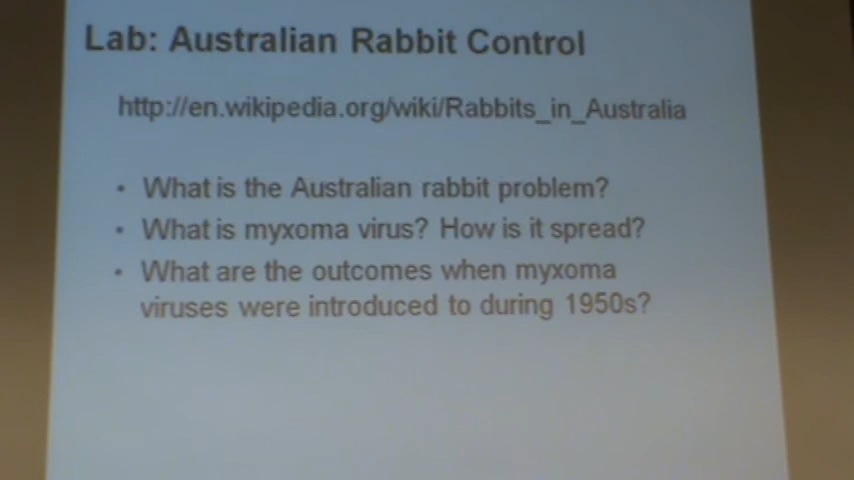 Lab: Australian Rabbit Control
http://en.wikipedia.org/wiki/Rabbits_in_Australia
• What is the Australian rabbit problem?
• What is myxoma virus? How is it spread?
• What are the outcomes when myxoma
viruses were introduced to during 1950s?